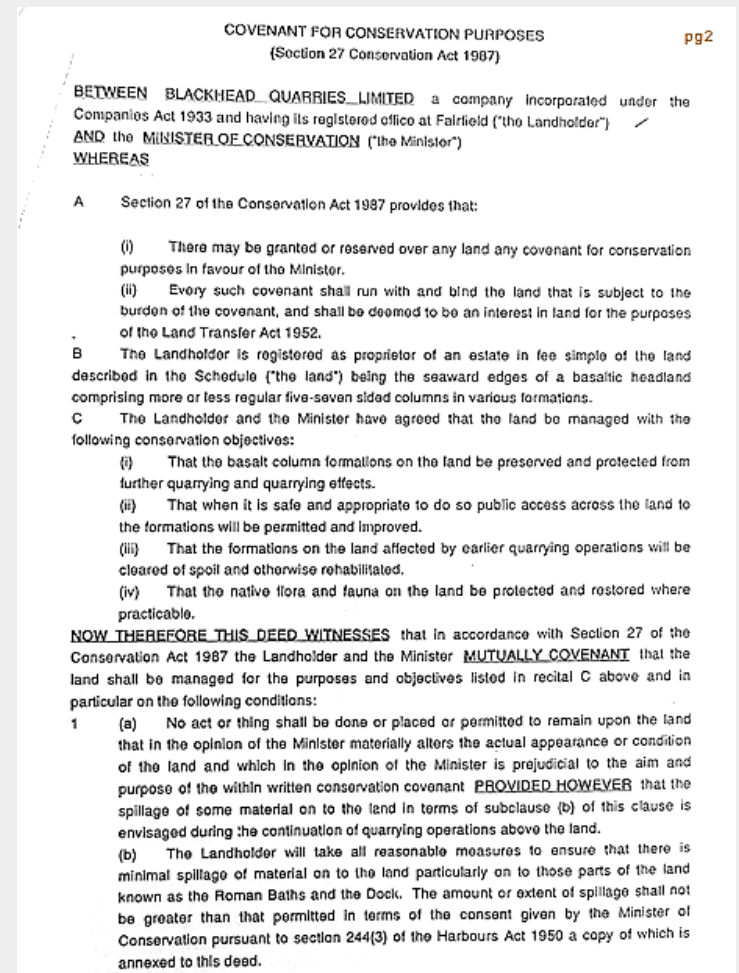 COVENANT FOR CONSERVATION PURPOSES
pg2
(Section 27 Conservation Act 1987)
BETWEEN BLACKHEAD QUARRIES LIMITED a company incorporated under the
Companies Act 1933 and having its registered office at Fairfield ("the Landholder")
AND the MINISTER OF CONSERVATION ("the Minister")
WHEREAS
A Section 27 of the Conservation Act 1987 provides that:
(i) There may be granted or reserved over any land any covenant for conservation
purposes in favour of the Minister.
(ii) Every such covenant shall run with and bind the land that is subject to the
burden of the covenant, and shall be deemed to be an interest in land for the purposes
of the Land Transfer Act 1952.
B The Landholder is registered as proprietor of an estate in fee simple of the land
described in the Schedule ("the land") being the seaward edges of a basaltic headland
comprising more or less regular five-seven sided columns in various formations.
C The Landholder and the Minister have agreed that the land be managed with the
following conservation objectives:
(i) That the basalt column formations on the land be preserved and protected from
further quarrying and quarrying effects.
(ii) That when it is safe and appropriate to do so public access across the land to
the formations will be permitted and improved.
(iii) That the formations on the land affected by earlier quarrying operations will be
cleared of spoil and otherwise rehabilitated.
(iv) That the native flora and fauna on the land be protected and restored where
practicable.
NOW THEREFORE THIS DEED WITNESSES that in accordance with Section 27 of the
Conservation Act 1987 the Landholder and the Minister MUTUALLY COVENANT that the
land shall be managed for the purposes and objectives listed in recital C above and in
particular on the following conditions:
1 (a) No act or thing shall be done or placed or permitted to remain upon the land
that in the opinion of the Minister materially alters the actual appearance or condition
of the land and which in the opinion of the Minister is prejudicial to the aim and
purpose of the within written conservation covenant PROVIDED HOWEVER that the
spillage of some material on to the land in terms of subclause (b) of this clause is
envisaged during the continuation of quarrying operations above the land.
(b) The Landholder will take all reasonable measures to ensure that there is
minimal spillage of material on to the land particularly on to those parts of the land
known as the Roman Baths and the Dock. The amount or extent of spillage shall not
be greater than that permitted in terms of the consent given by the Minister of
Conservation pursuant to section 244(3) of the Harbours Act 1950 a copy of which is
annexed to this deed.